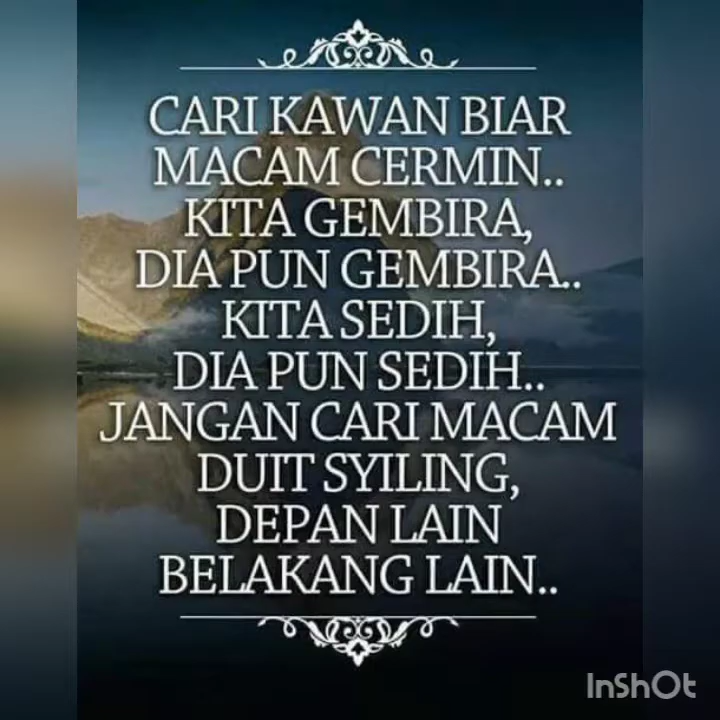 CARI KAWAN BIAR
MACAM CERMIN..
KITA GEMBIRA,
DIA PUN GEMBIRA..
KITA SEDIH,
DIA PUN SEDIH..
JANGAN CARI MACAM
DUIT SYILING,
DEPAN LAIN
BELAKANG LAIN..
InShOt